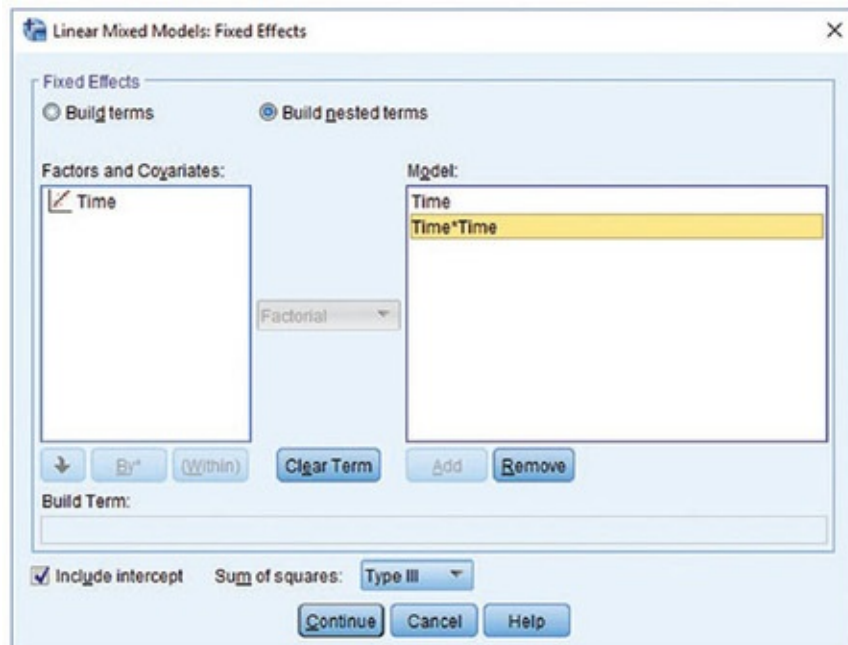 Linear Mixed Models: Fixed Effects
Fixed Effects
Build terms
Build nested terms
Factors and Covariates:
Model:
Time
Time
Time*Time
Factorial
By*
(Within)
Clear Term
Add
Remove
Build Term:
Include intercept
Sum of squares:
Type III
Continue
Cancel
Help